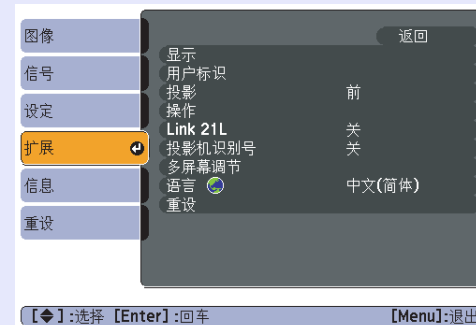 图像
信号
设定
扩展
信息
重设
返回
显示
用户标识
投影 前
操作
Link 21L 关
投影机识别号 关
多屏幕调节
语言 中文(简体)
重设
[◆]:选择 [Enter]:回车 [Menu]:退出